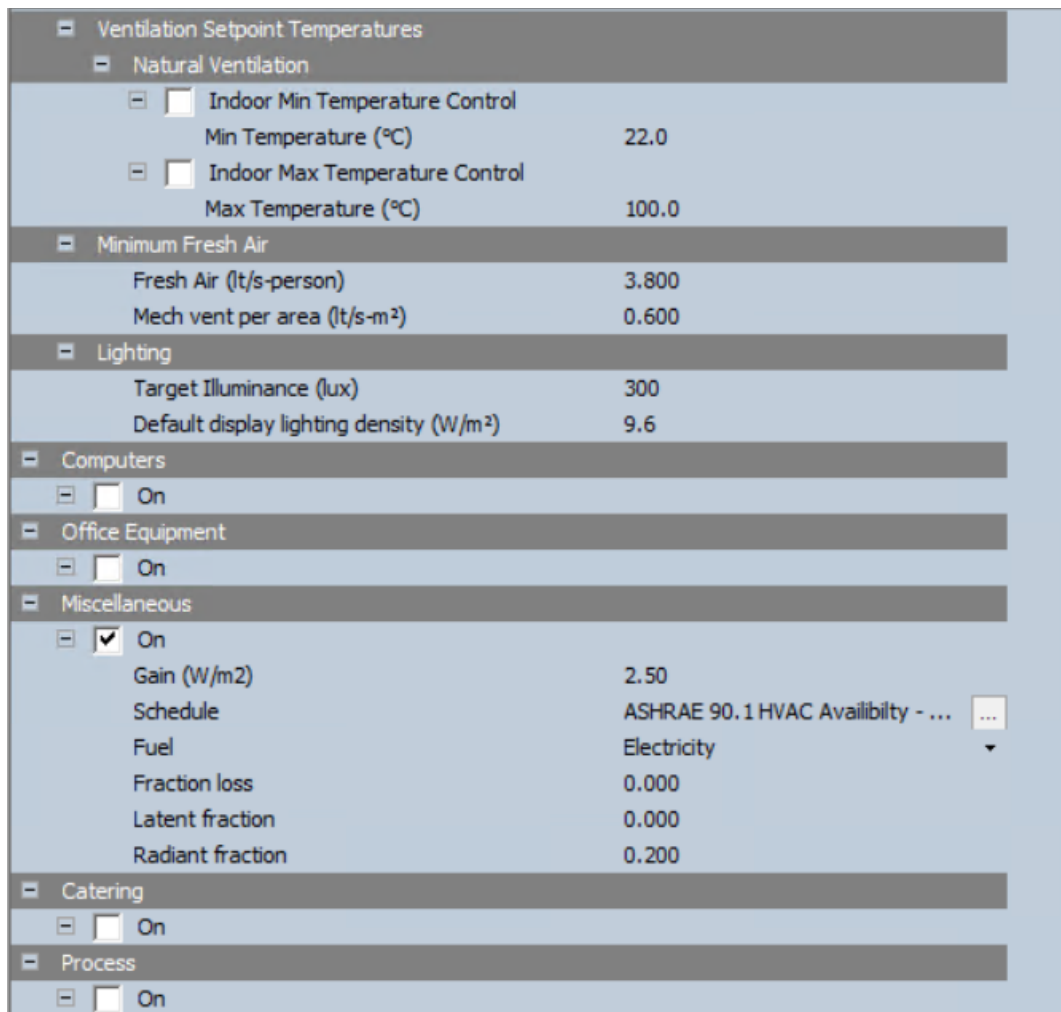 Ventilation Setpoint Temperatures
Natural Ventilation
Indoor Min Temperature Control
Min Temperature (ºC) 22.0
Indoor Max Temperature Control
Max Temperature (ºC) 100.0
Minimum Fresh Air
Fresh Air (lt/s-person) 3.800
Mech vent per area (lt/s-m²) 0.600
Lighting
Target Illuminance (lux) 300
Default display lighting density (W/m²) 9.6
Computers
On
Office Equipment
On
Miscellaneous
On
Gain (W/m2) 2.50
Schedule ASHRAE 90.1 HVAC Availibilty - ... ...
Fuel Electricity
Fraction loss 0.000
Latent fraction 0.000
Radiant fraction 0.200
Catering
On
Process
On